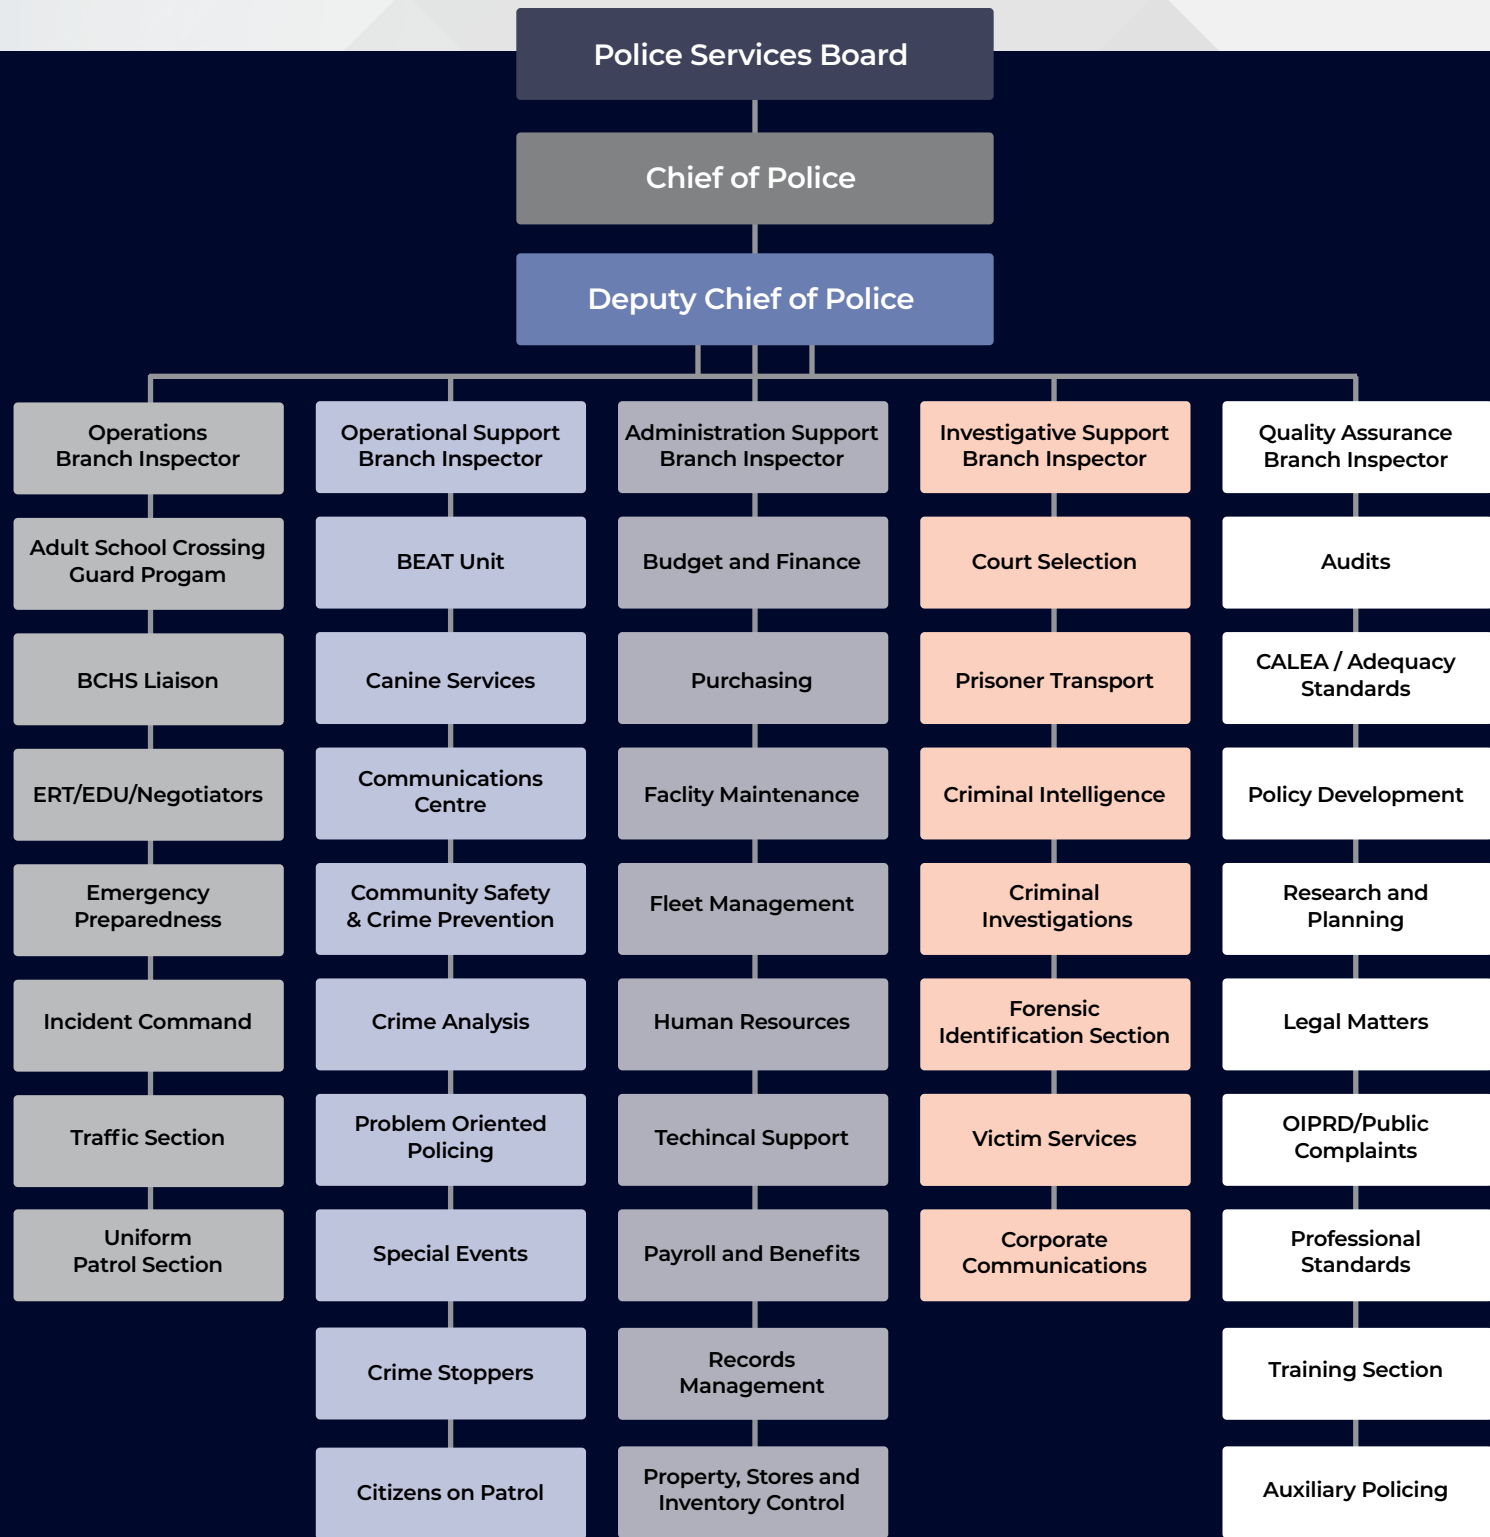 Police Services Board
Chief of Police
Deputy Chief of Police
Operations
Branch Inspector
Adult School Crossing
Guard Progam
BCHS Liaison
ERT/EDU/Negotiators
Emergency
Preparedness
Incident Command
Traffic Section
Uniform
Patrol Section
Operational Support
Branch Inspector
BEAT Unit
Canine Services
Communications
Centre
Community Safety
& Crime Prevention
Crime Analysis
Problem Oriented
Policing
Special Events
Crime Stoppers
Citizens on Patrol
Administration Support
Branch Inspector
Budget and Finance
Purchasing
Faclity Maintenance
Fleet Management
Human Resources
Techincal Support
Payroll and Benefits
Records
Management
Property, Stores and
Inventory Control
Investigative Support
Branch Inspector
Court Selection
Prisoner Transport
Criminal Intelligence
Criminal
Investigations
Forensic
Identification Section
Victim Services
Corporate
Communications
Quality Assurance
Branch Inspector
Audits
CALEA / Adequacy
Standards
Policy Development
Research and
Planning
Legal Matters
OIPRD/Public
Complaints
Professional
Standards
Training Section
Auxiliary Policing